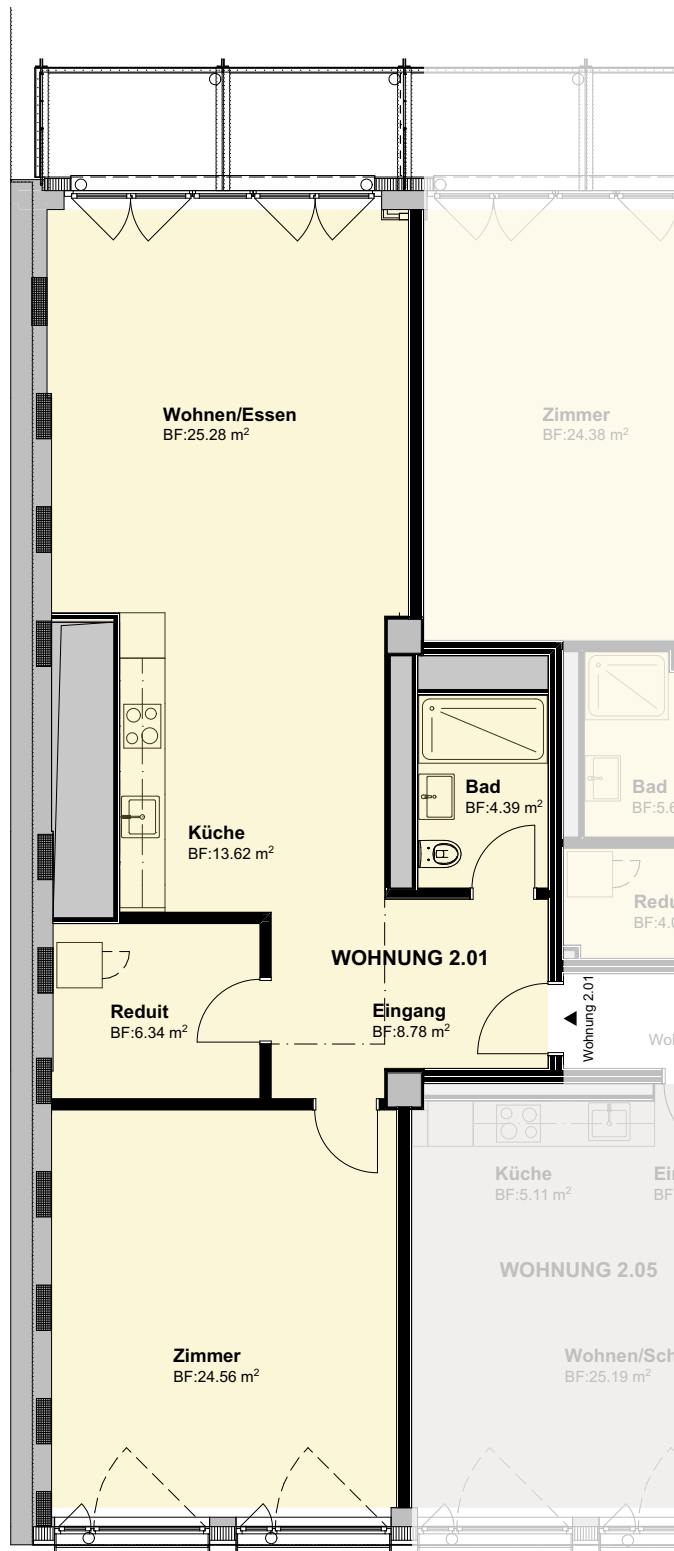 Wohnen/Essen
BF:25.28 m²
Zimmer
BF:24.38 m²
Bad
BF:4.39 m²
Bad
Küche
BF:13.62 m²
WOHNUNG 2.01
Reduit
BF:6.34 m²
Eingang
BF:8.78 m²
Wohnung 2.01
Küche
BF:5.11 m²
BF
WOHNUNG 2.05
Zimmer
BF:24.56 m²
BF:25.19 m²